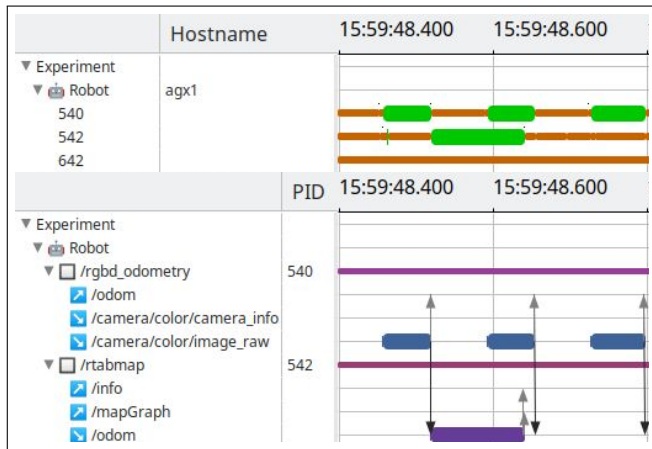 Hostname 15:59:48.400 15:59:48.600
Experiment
Robot agx1
540
542
642
PID 15:59:48.400 15:59:48.600
Experiment
Robot
/rgbd_odometry 540
/odom
/camera/color/camera_info
/camera/color/image_raw
/rtabmap 542
/info
/mapGraph
/odom